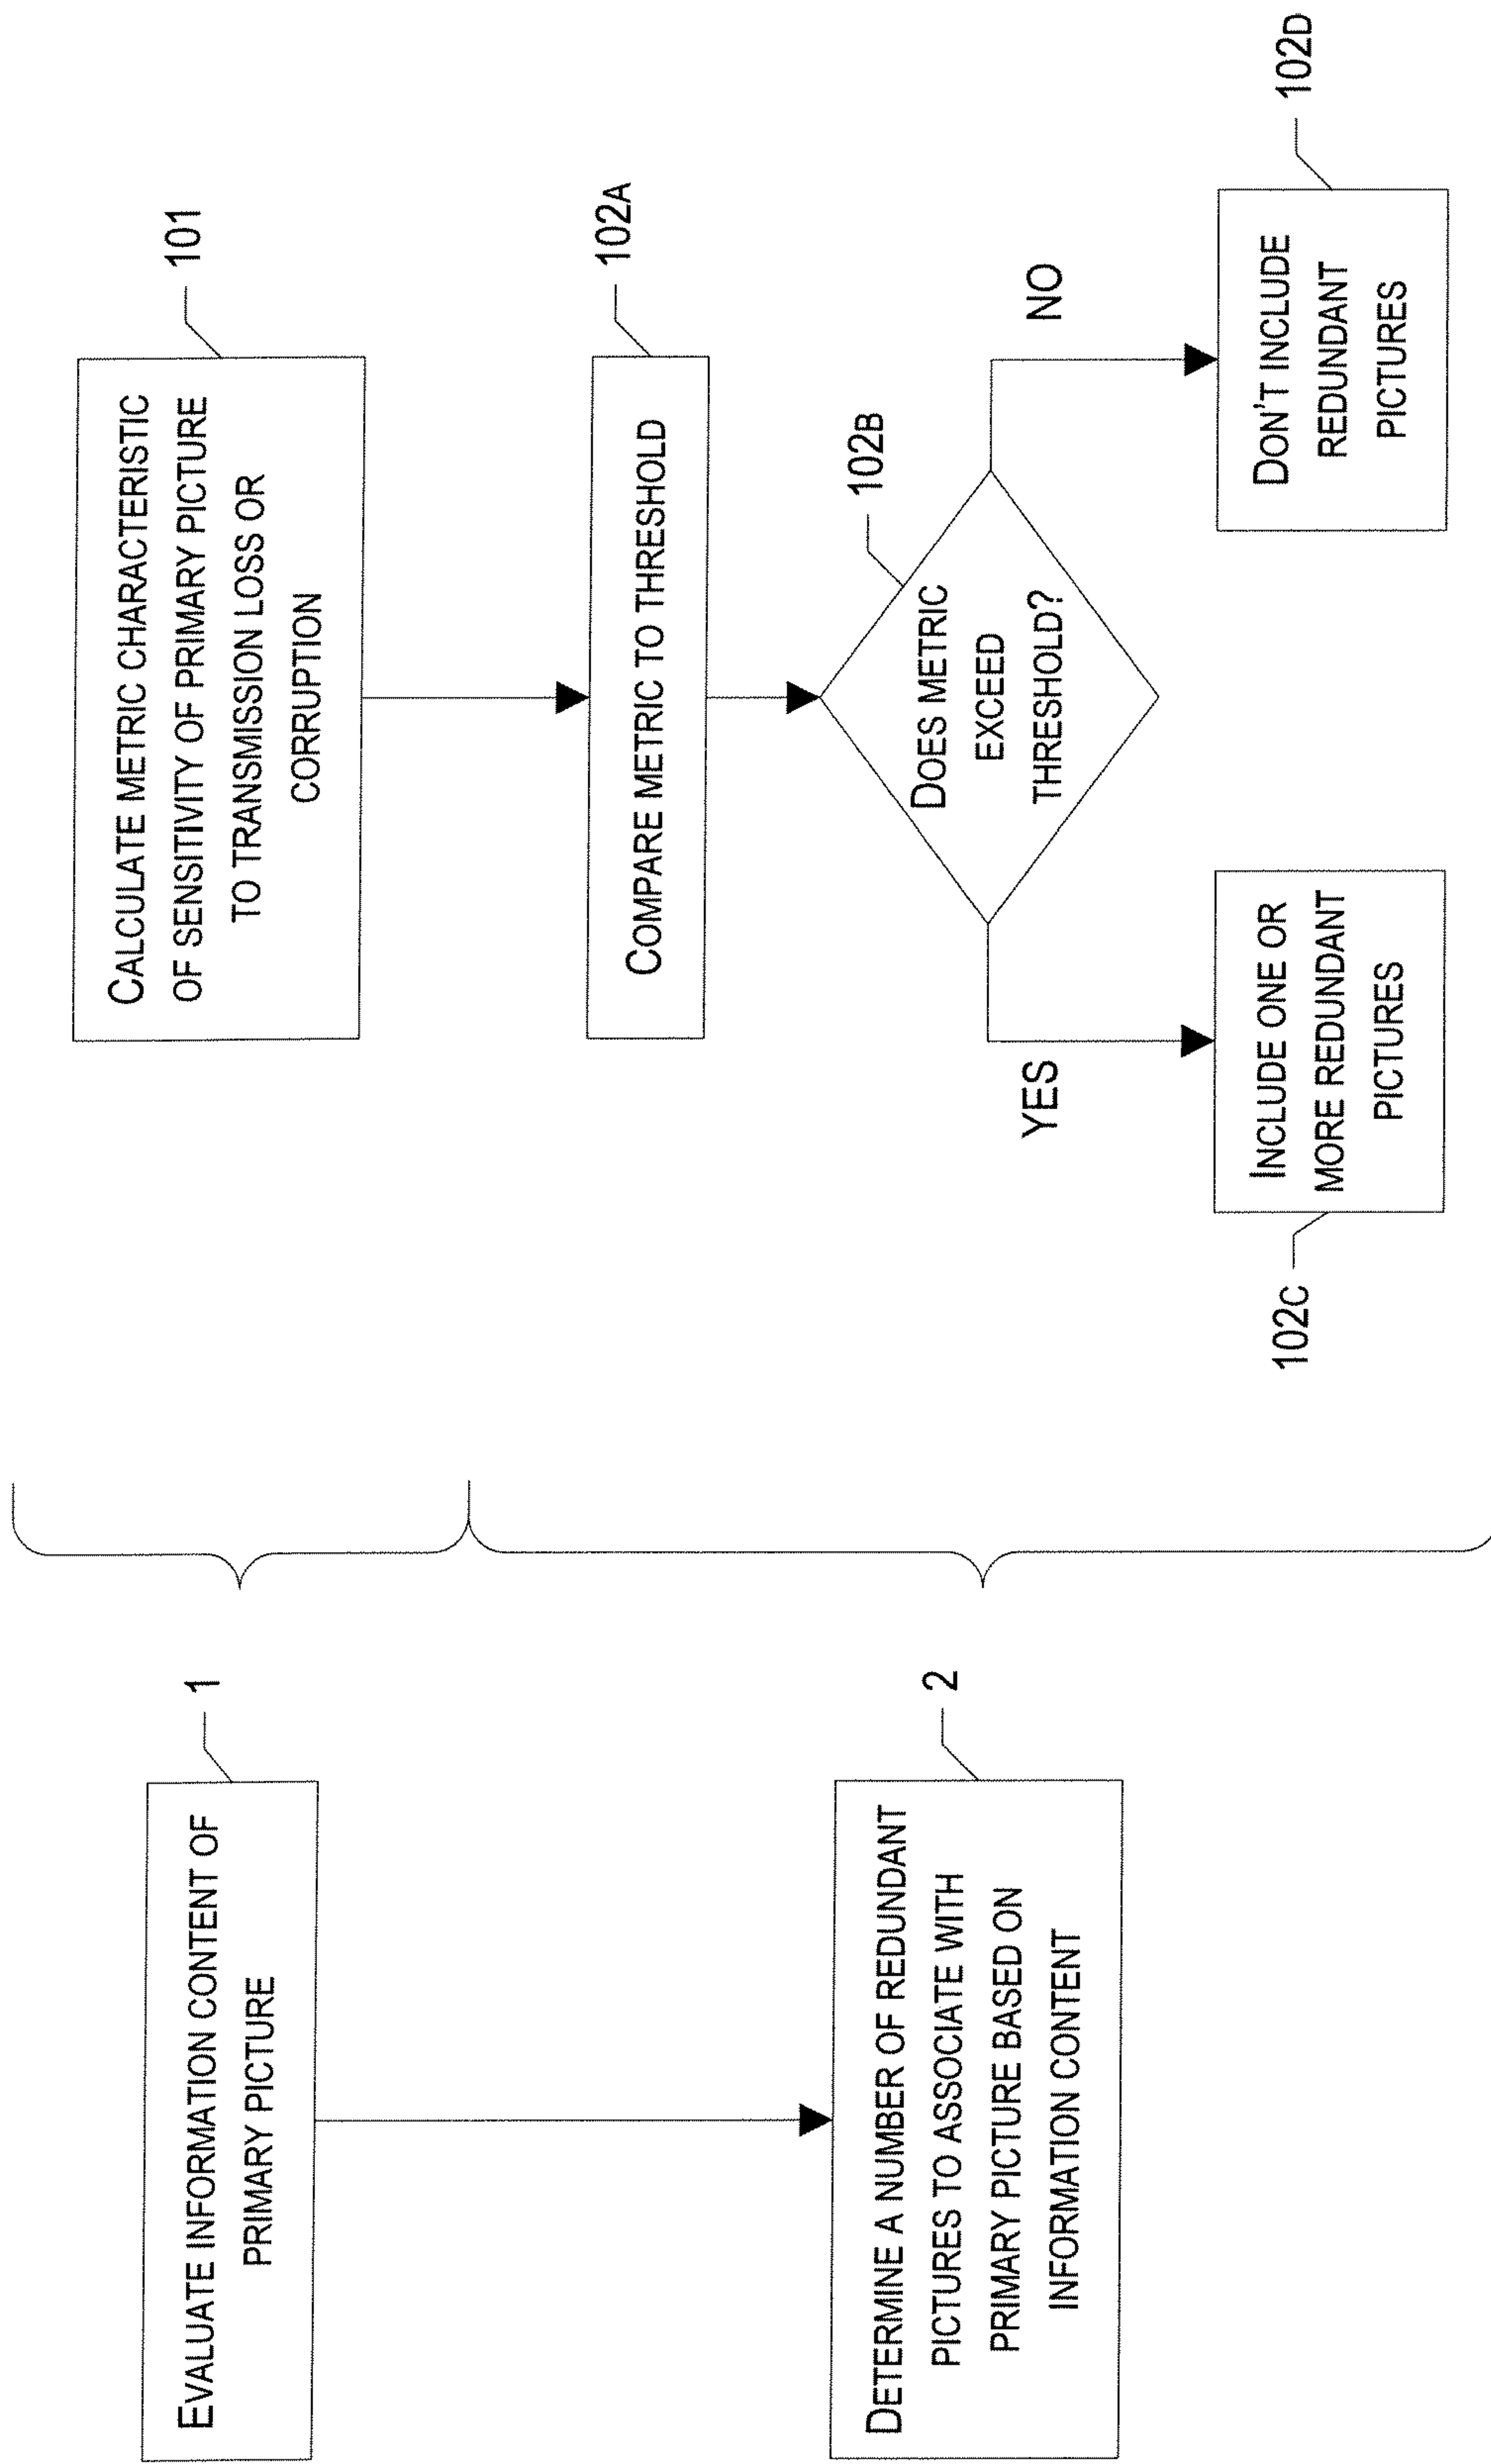 1
EVALUATE INFORMATION CONTENT OF
PRIMARY PICTURE
2
DETERMINE A NUMBER OF REDUNDANT
PICTURES TO ASSOCIATE WITH
PRIMARY PICTURE BASED ON
INFORMATION CONTENT
101
CALCULATE METRIC CHARACTERISTIC
OF SENSITIVITY OF PRIMARY PICTURE
TO TRANSMISSION LOSS OR
CORRUPTION
102A
COMPARE METRIC TO THRESHOLD
102B
DOES METRIC
EXCEED
THRESHOLD?
YES
NO
102C
INCLUDE ONE OR
MORE REDUNDANT
PICTURES
102D
DON'T INCLUDE
REDUNDANT
PICTURES